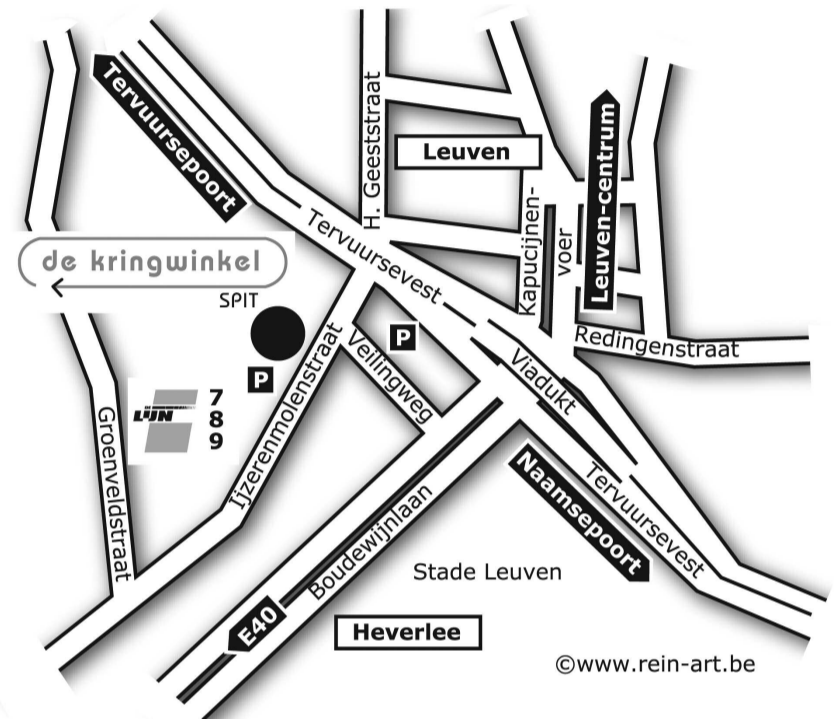 Tervuursepoort
H. Geeststraat
Leuven
Leuven-centrum
Kapucijnen-
voer
Tervuursevest
de kringwinkel
SPIT
P
P
Veilingweg
Viadukt
Redingenstraat
LIJN
7
8
9
Ijzerenmolenstraat
Groenveldstraat
Naamsepoort
Tervuursevest
Boudewijnlaan
Stade Leuven
E40
Heverlee
©www.rein-art.be